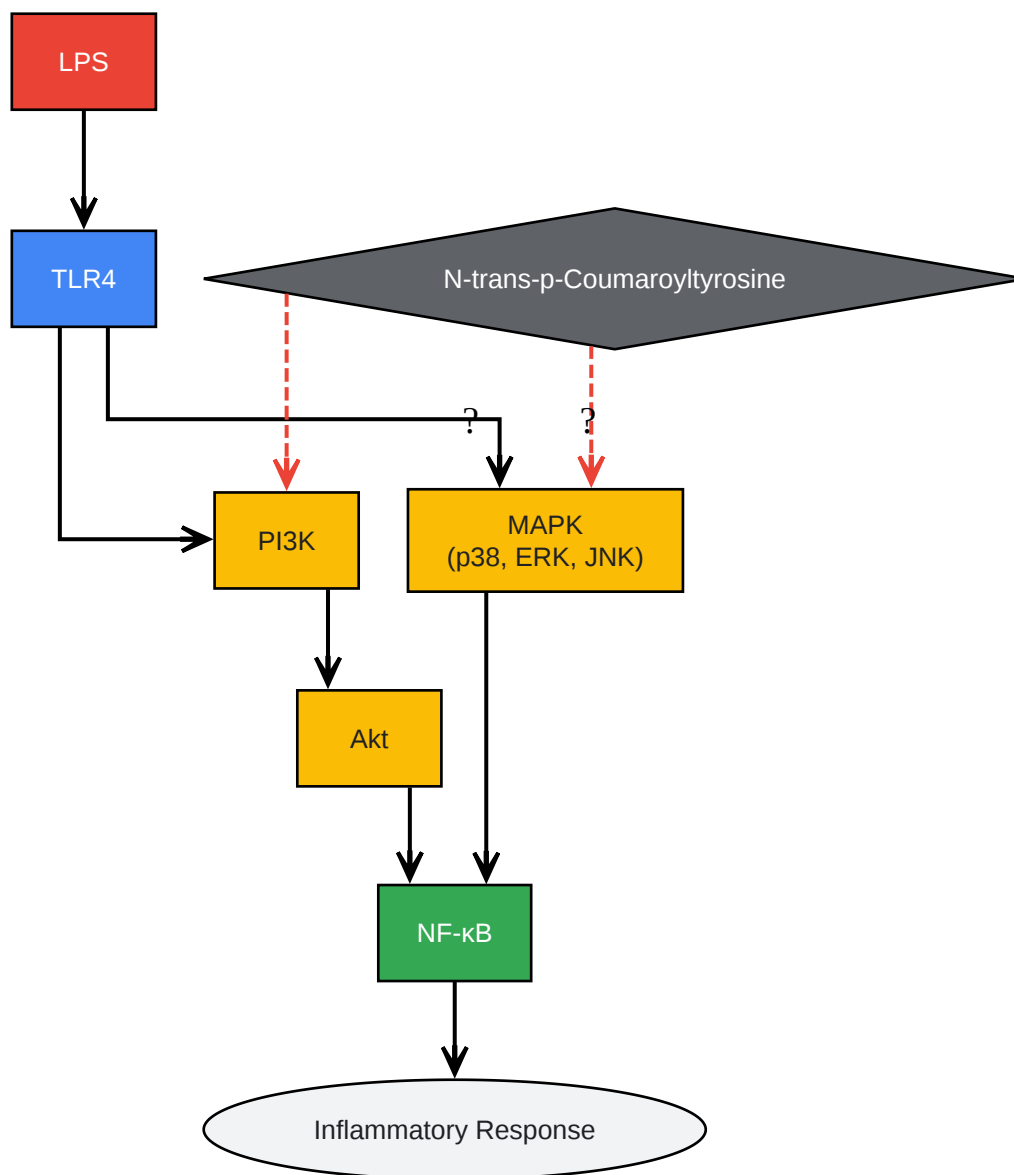 LPS
TLR4
N-trans-p-Coumaroyltyrosine
?
?
PI3K
MAPK
(p38, ERK, JNK)
Akt
NF-κB
Inflammatory Response